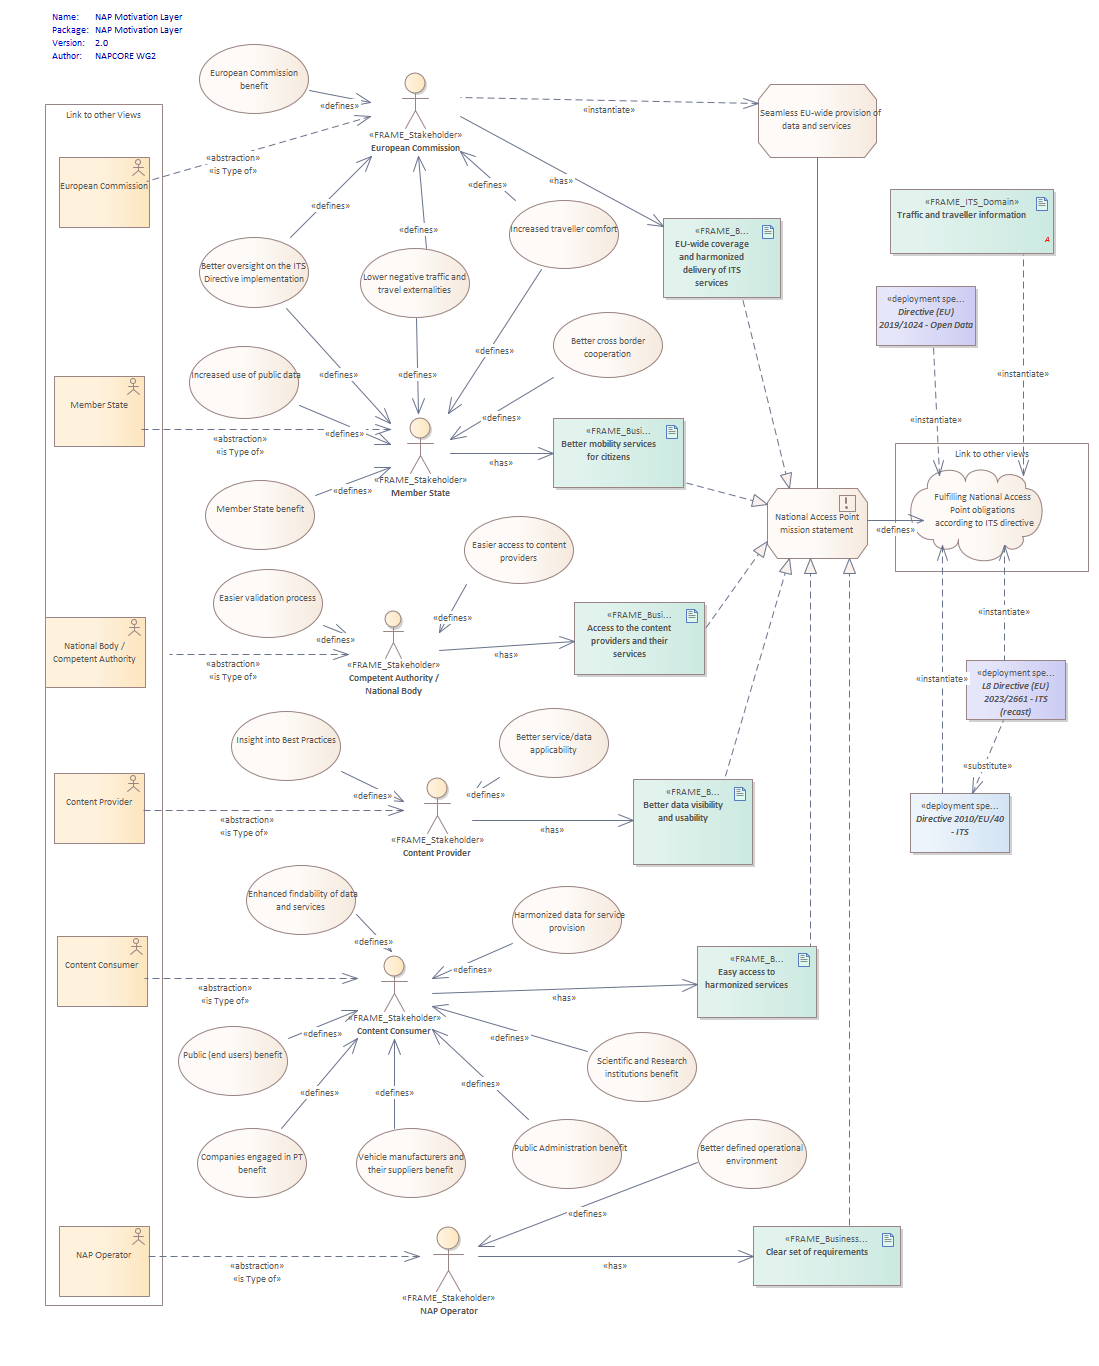 Name: NAP Motivation Layer
Package: NAP Motivation Layer
Version: 2.0
Author: NAPCORE WG2
Link to other Views
European Commission
benefit
«defines»
«FRAME_Stakeholder»
European Commission
«instantiate»
Seamless EU-wide provision of
data and services
European Commission
«abstraction»
«is Type of»
«defines»
«defines»
«defines»
«has»
Increased traveller comfort
«FRAME_B...
EU-wide coverage
and harmonized
delivery of ITS
services
«FRAME_ITS_Domain»
Traffic and traveller information
A
Better oversight on the ITS
Directive implementation
Lower negative traffic and
travel externalities
«deployment spe...
Directive (EU)
2019/1024 - Open Data
Better cross border
cooperation
«defines»
«defines»
«defines»
«instantiate»
Increased use of public data
Member State
«abstraction»
«is Type of»
«defines»
«defines»
«FRAME_Stakeholder»
Member State
«has»
«FRAME_Busi...
Better mobility services
for citizens
«instantiate»
Link to other views
Member State benefit
«defines»
National Access Point
mission statement
«defines»
Fulfilling National Access
Point obligations
according to ITS directive
Easier access to content
providers
Easier validation process
«defines»
«defines»
National Body /
Competent Authority
«abstraction»
«is Type of»
«FRAME_Stakeholder»
Competent Authority /
National Body
«has»
«FRAME_Busi...
Access to the content
providers and their
services
«instantiate»
«instantiate»
«deployment spe...
L8 Directive (EU)
2023/2661 - ITS
(recast)
Insight into Best Practices
Better service/data
applicability
«substitute»
Content Provider
«abstraction»
«is Type of»
«defines»
«defines»
«FRAME_Stakeholder»
Content Provider
«has»
«FRAME_B...
Better data visibility
and usability
«deployment spe...
Directive 2010/EU/40
- ITS
Enhanced findability of data
and services
Harmonized data for service
provision
«defines»
«defines»
Content Consumer
«abstraction»
«is Type of»
«FRAME_Stakeholder»
Content Consumer
«has»
«FRAME_B...
Easy access to
harmonized services
Public (end users) benefit
«defines»
«defines»
Scientific and Research
institutions benefit
«defines»
«defines»
«defines»
Companies engaged in PT
benefit
Vehicle manufacturers and
their suppliers benefit
Public Administration benefit
Better defined operational
environment
«defines»
NAP Operator
«abstraction»
«is Type of»
«FRAME_Stakeholder»
NAP Operator
«has»
«FRAME_Business...
Clear set of requirements